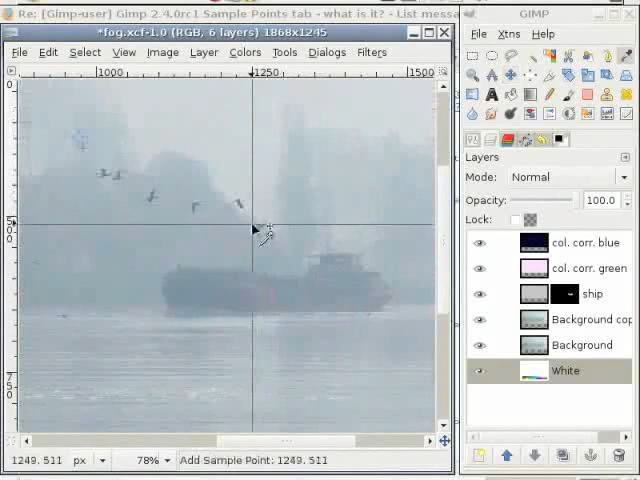 Re: [Gimp-user] Gimp 2.4.0rc1 Sample Points tab - what is it? - List messa
GIMP
*fog.xcf-1.0 (RGB, 6 layers) 1868x1245
File Edit Select View Image Layer Colors Tools Dialogs Filters
File Xtns Help
1000 1250 1500
0
500
750
Layers
Mode: Normal
Opacity: 100.0
Lock:
col. corr. blue
col. corr. green
ship
Background cop
Background
White
1249. 511 px 78% Add Sample Point: 1249. 511